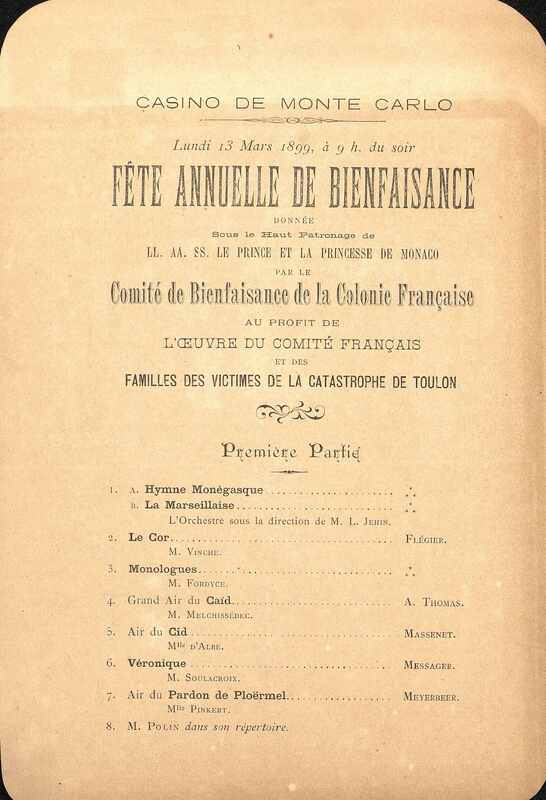 CASINO DE MONTE CARLO
Lundi 13 Mars 1899, à 9 h. du soir
FÊTE ANNUELLE DE BIENFAISANCE
DONNÉE
Sous le Haut Patronage de
LL. AA. SS. LE PRINCE ET LA PRINCESSE DE MONACO
PAR LE
Comité de Bienfaisance de la Colonie Française
AU PROFIT DE
L'ŒUVRE DU COMITÉ FRANÇAIS
ET DES
FAMILLES DES VICTIMES DE LA CATASTROPHE DE TOULON
Première Partie
1. A. Hymne Monégasque ........................ ∴
B. La Marseillaise ........................ ∴
L'Orchestre sous la direction de M. L. JEHIN.
2. Le Cor ........................ FLÉGIER.
M. VINCHE.
3. Monologues ........................ ∴
M. FORDYCE.
4. Grand Air du Caïd ........................ A. THOMAS.
M. MELCHISSÉDEC.
5. Air du Cid ........................ MASSENET.
Mlle D'ALBE.
6. Véronique ........................ MESSAGER.
M. SOULACROIX.
7. Air du Pardon de Ploërmel ........................ MEYERBEER.
Mlle PINKERT.
8. M. POLIN dans son répertoire.